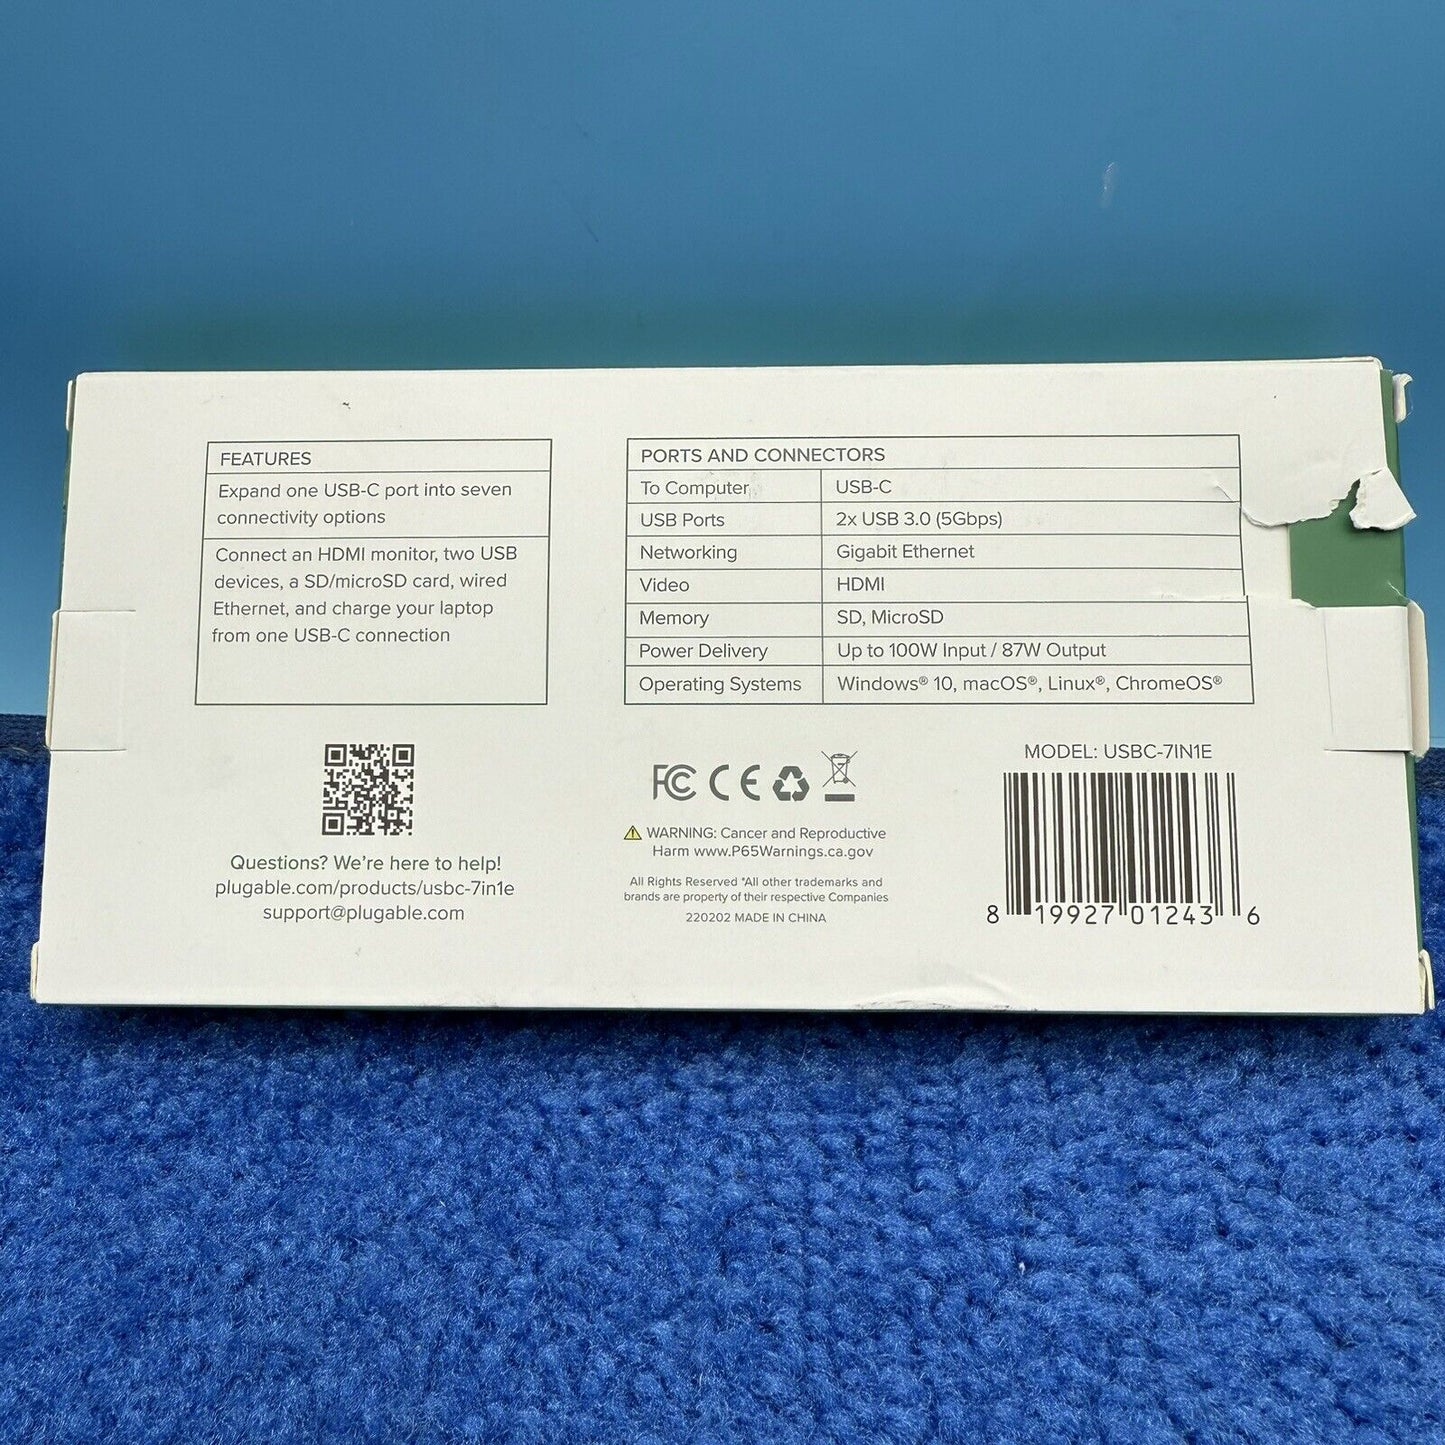 FEATURES
Expand one USB-C port into seven
connectivity options
Connect an HDMI monitor, two USB
devices, a SD/microSD card, wired
Ethernet, and charge your laptop
from one USB-C connection
PORTS AND CONNECTORS
To Computer USB-C
USB Ports 2x USB 3.0 (5Gbps)
Networking Gigabit Ethernet
Video HDMI
Memory SD, MicroSD
Power Delivery Up to 100W Input / 87W Output
Operating Systems Windows® 10, macOS®, Linux®, ChromeOS®
Questions? We're here to help!
plugable.com/products/usbc-7in1e
support@plugable.com
FC CE
WARNING: Cancer and Reproductive
Harm www.P65Warnings.ca.gov
All Rights Reserved *All other trademarks and
brands are property of their respective Companies
220202 MADE IN CHINA
MODEL: USBC-7IN1E
8 19927 01243 6